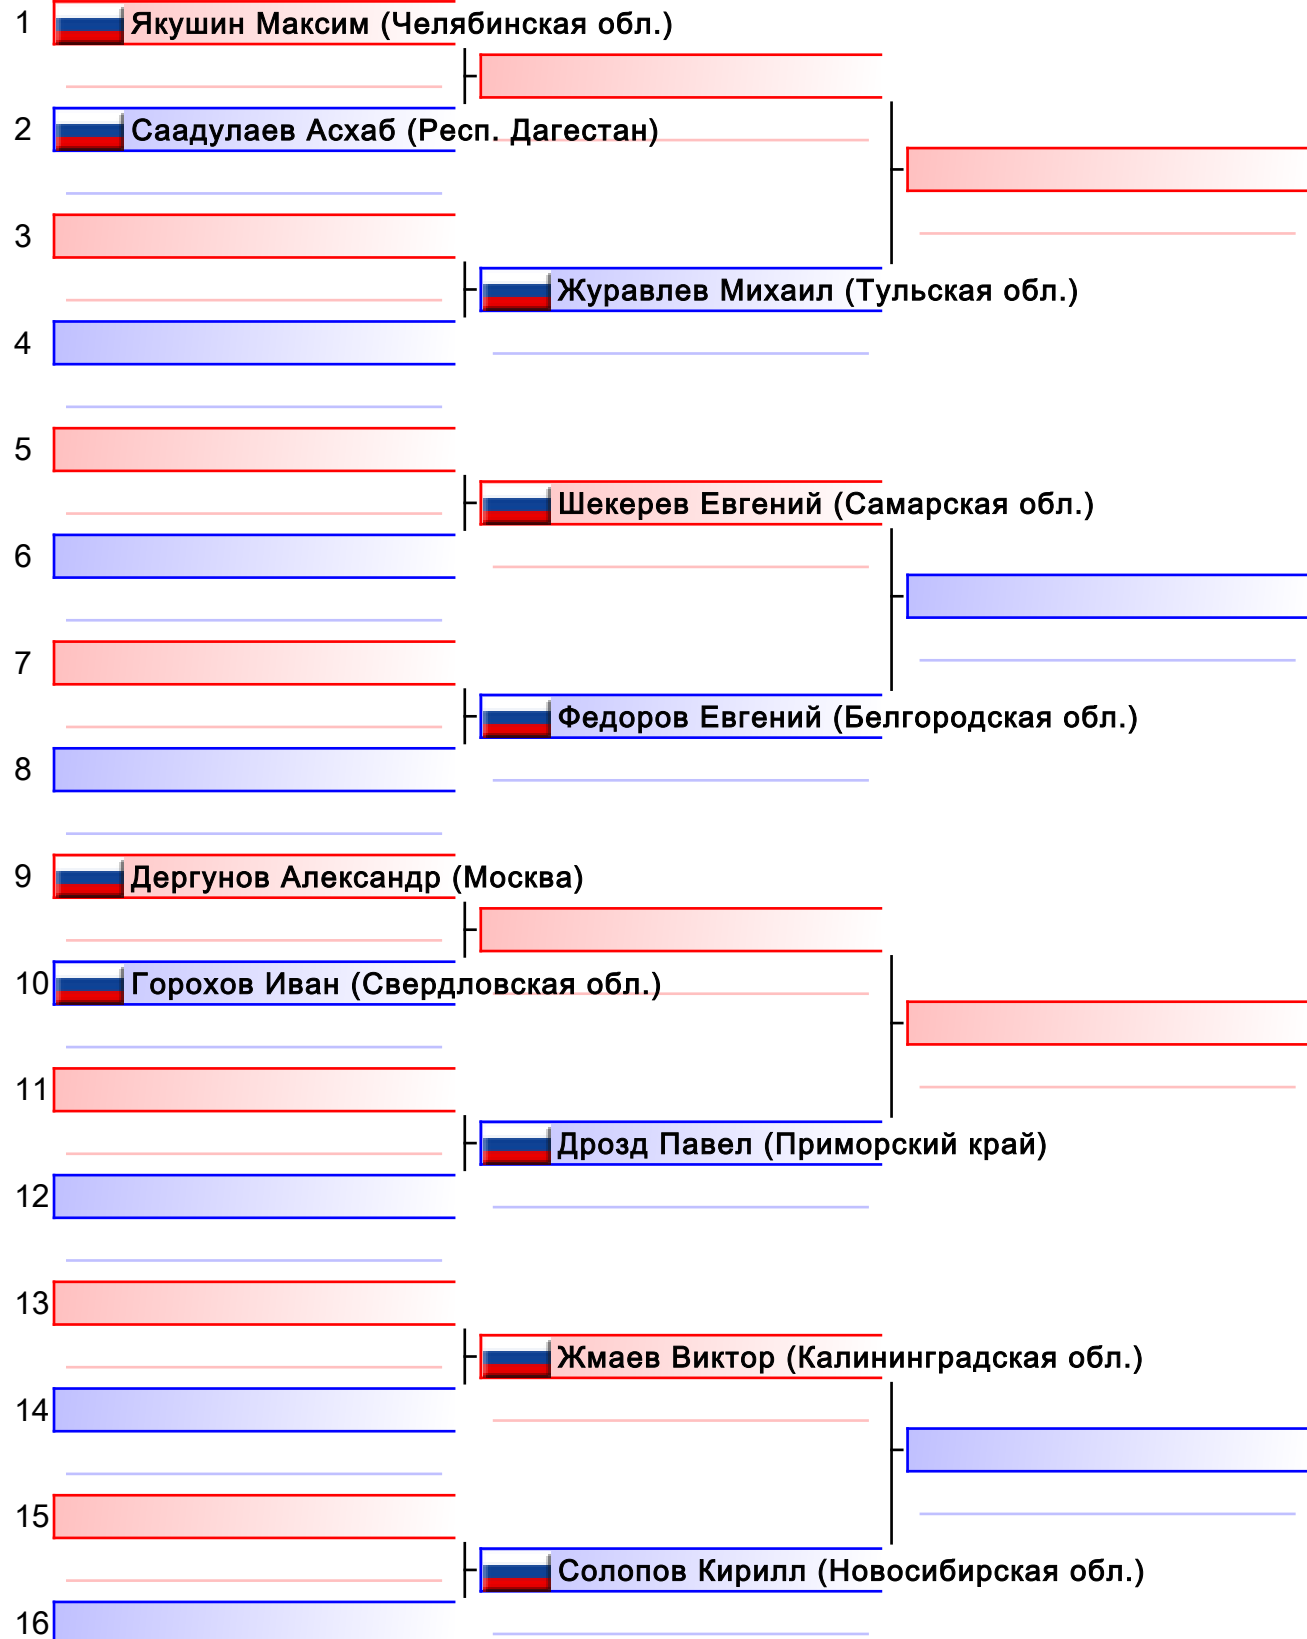 1 Якушин Максим (Челябинская обл.)
2 Саадулаев Асхаб (Респ. Дагестан)
3
Журавлев Михаил (Тульская обл.)
4
5
Шекерев Евгений (Самарская обл.)
6
7
Федоров Евгений (Белгородская обл.)
8
9 Дергунов Александр (Москва)
10 Горохов Иван (Свердловская обл.)
11
Дрозд Павел (Приморский край)
12
13
Жмаев Виктор (Калининградская обл.)
14
15
Солопов Кирилл (Новосибирская обл.)
16